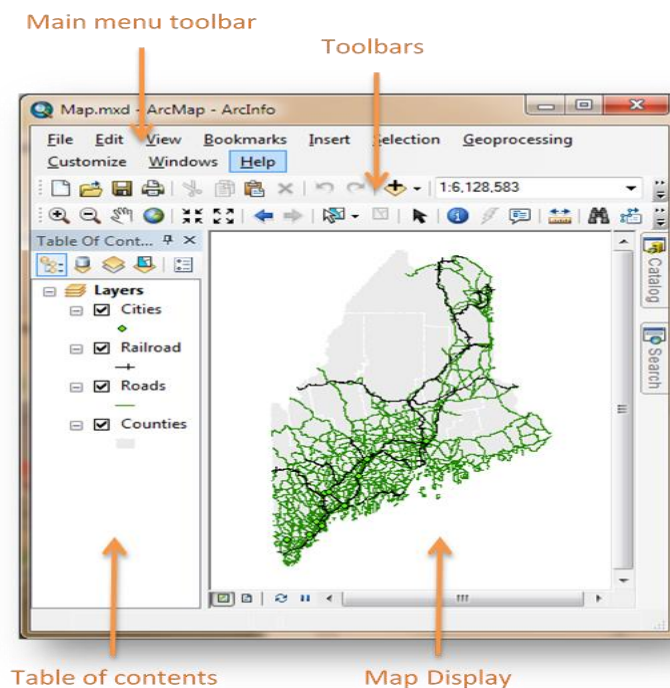 Main menu toolbar
Toolbars
Map.mxd - ArcMap - ArcInfo
File Edit View Bookmarks Insert Selection Geoprocessing
Customize Windows Help
1:6,128,583
Table Of Cont...
Layers
Cities
Railroad
Roads
Counties
Catalog
Search
Table of contents
Map Display